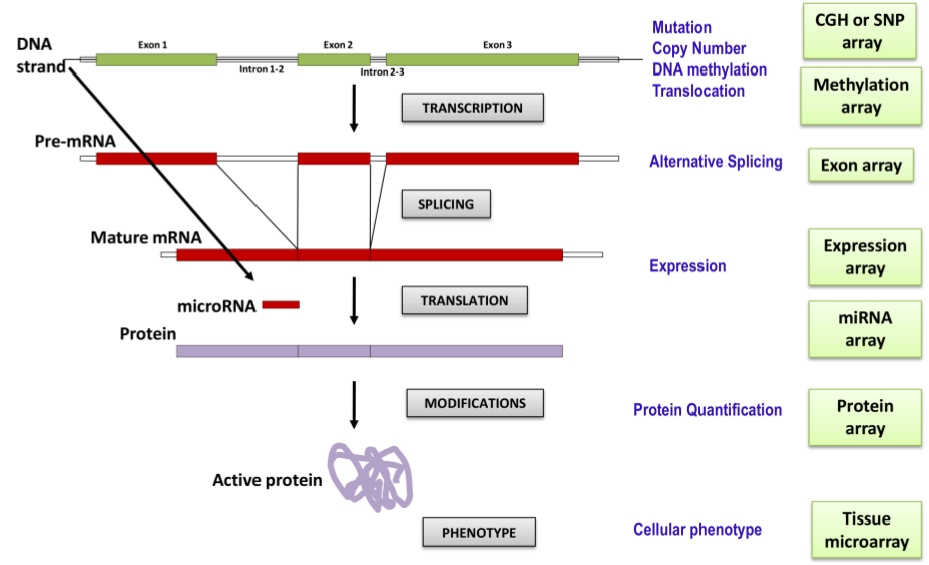 DNA
strand
Exon 1
Exon 2
Exon 3
Intron 1-2
Intron 2-3
Mutation
Copy Number
DNA methylation
Translocation
CGH or SNP
array
Methylation
array
TRANSCRIPTION
Pre-mRNA
Alternative Splicing
Exon array
SPLICING
Mature mRNA
Expression
Expression
array
microRNA
TRANSLATION
miRNA
array
Protein
MODIFICATIONS
Protein Quantification
Protein
array
Active protein
PHENOTYPE
Cellular phenotype
Tissue
microarray